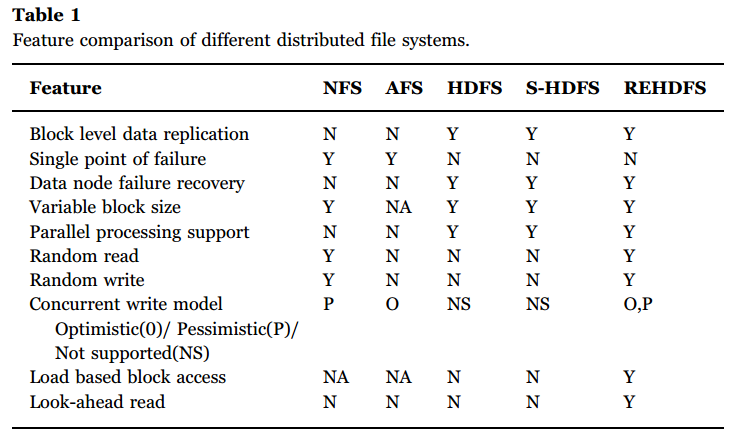 Table 1
Feature comparison of different distributed file systems.
Feature NFS AFS HDFS S-HDFS REHDFS
Block level data replication N N Y Y Y
Single point of failure Y Y N N N
Data node failure recovery N N Y Y Y
Variable block size Y NA Y Y Y
Parallel processing support N N Y Y Y
Random read Y N N N Y
Random write Y N N N Y
Concurrent write model P O NS NS O,P
Optimistic(0)/ Pessimistic(P)/
Not supported(NS)
Load based block access NA NA N N Y
Look-ahead read N N N N Y